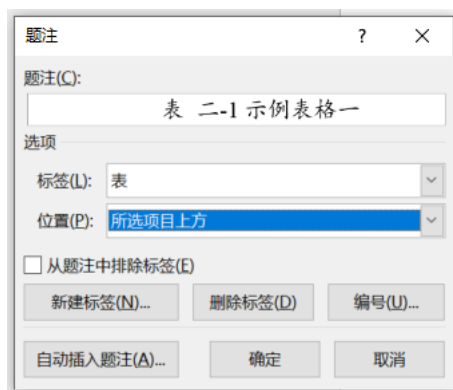 题注 ? ×
题注(C):
表 二-1 示例表格一
选项
标签(L): 表
位置(P): 所选项目上方
从题注中排除标签(E)
新建标签(N)... 删除标签(D) 编号(U)...
自动插入题注(A)... 确定 取消